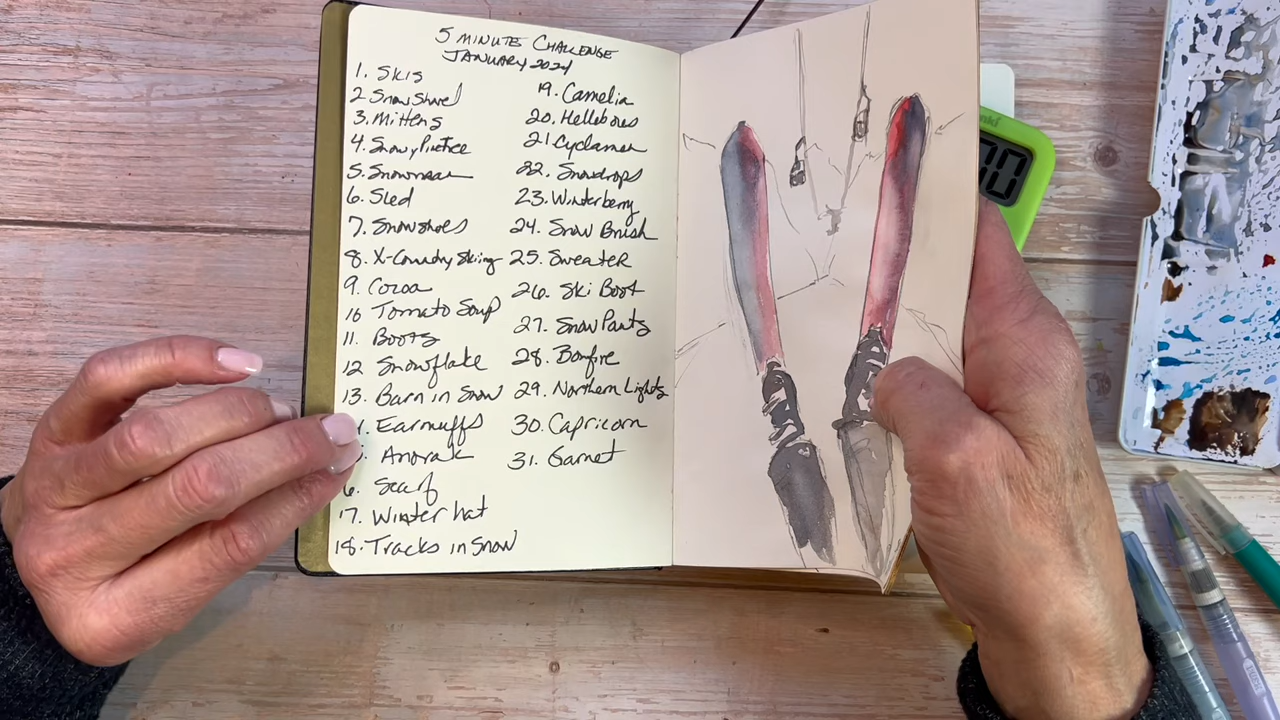 5 MINUTE CHALLENGE
JANUARY 2024
1. SKIS
2 Snow Shovel
3. Mittens
4. Snowy Pinetree
5. Snowman
6. Sled
7. Snowshoes
8. X-Country Skiing
9. Cocoa
10 Tomato Soup
11. Boots
12 Snowflake
13. Barn in Snow
. Earmuffs
. Anorak
6. Scarf
17. Winter hat
18. Tracks in Snow
19. Camelia
20. Hellebores
21 Cyclamen
22. Snowdrops
23. Winterberry
24. Snow Brush
25. Sweater
26. Ski Boot
27. Snow Pants
28. Bonfire
29. Northern Lights
30. Capricorn
31. Garnet